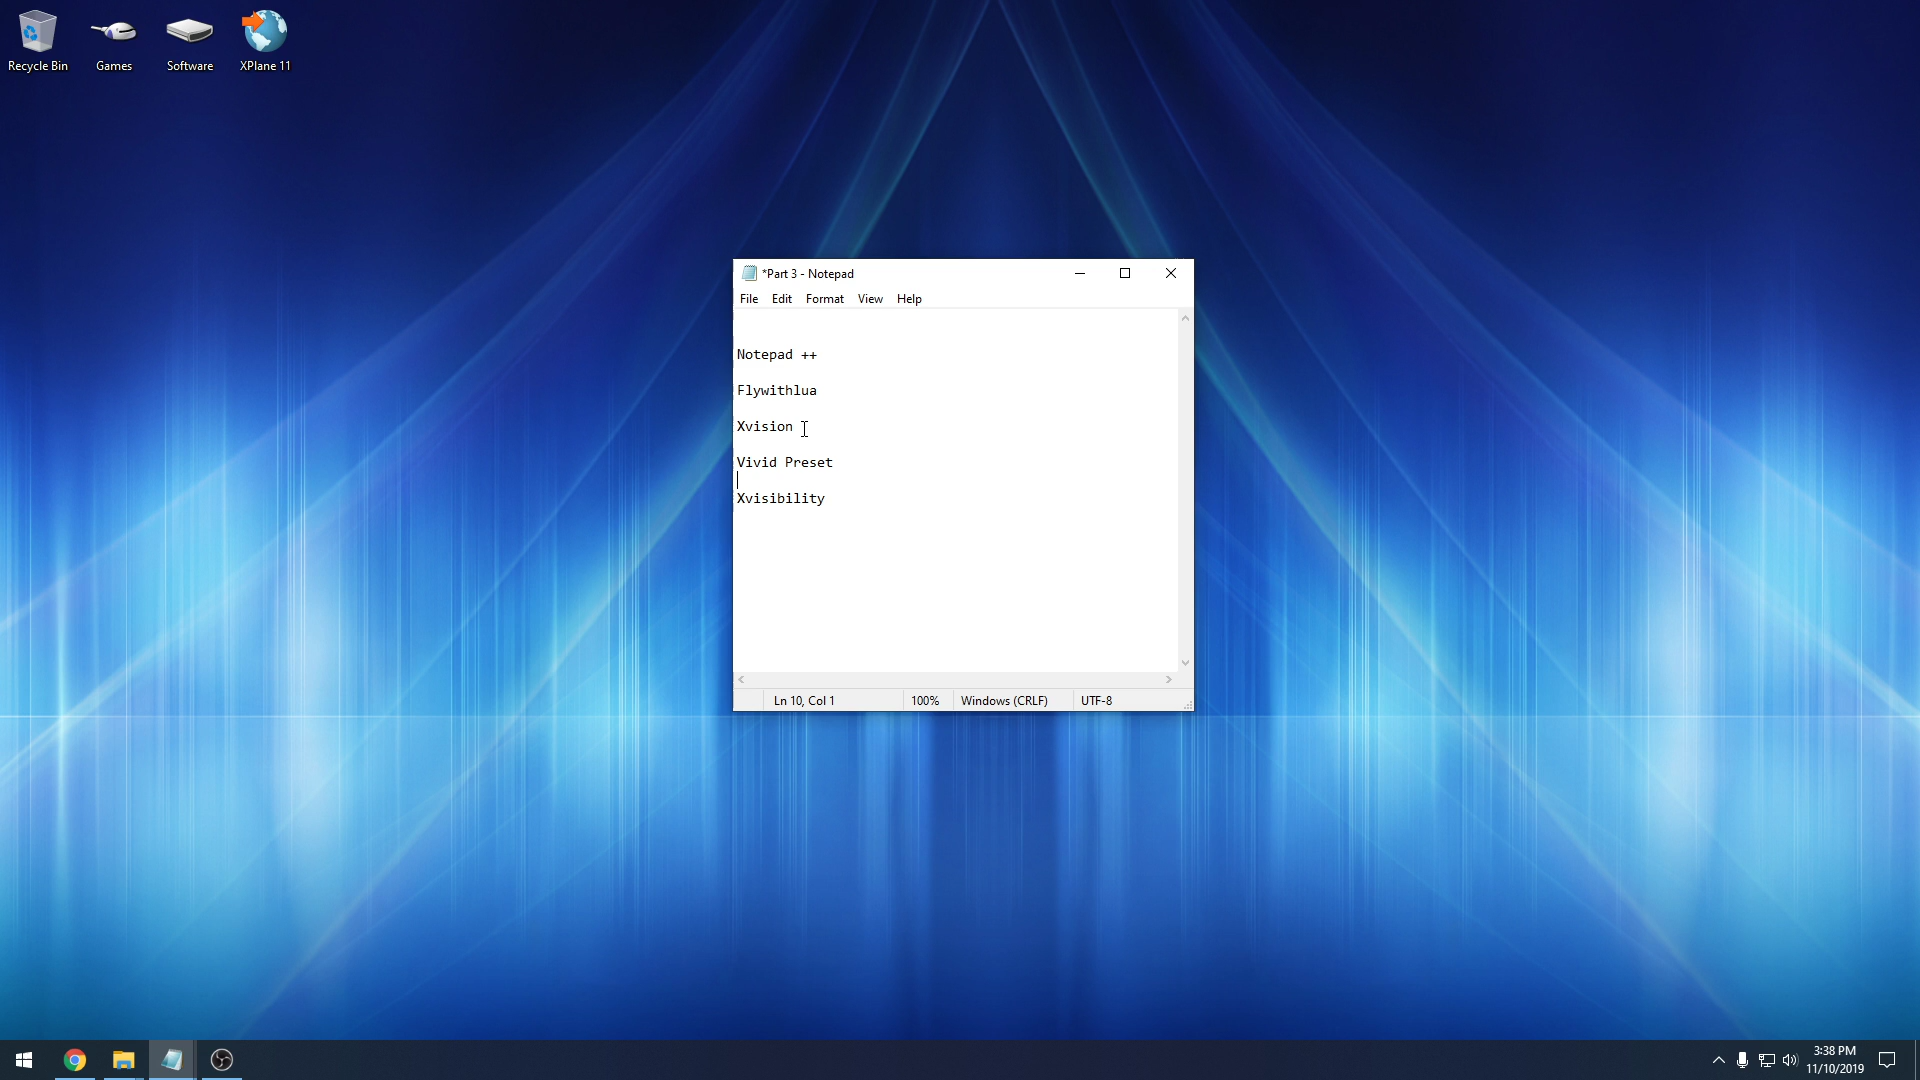 Recycle Bin
Games
Software
XPlane 11
*Part 3 - Notepad
File Edit Format View Help
Notepad ++
Flywithlua
Xvision
Vivid Preset
Xvisibility
Ln 10, Col 1 100% Windows (CRLF) UTF-8
3:38 PM
11/10/2019